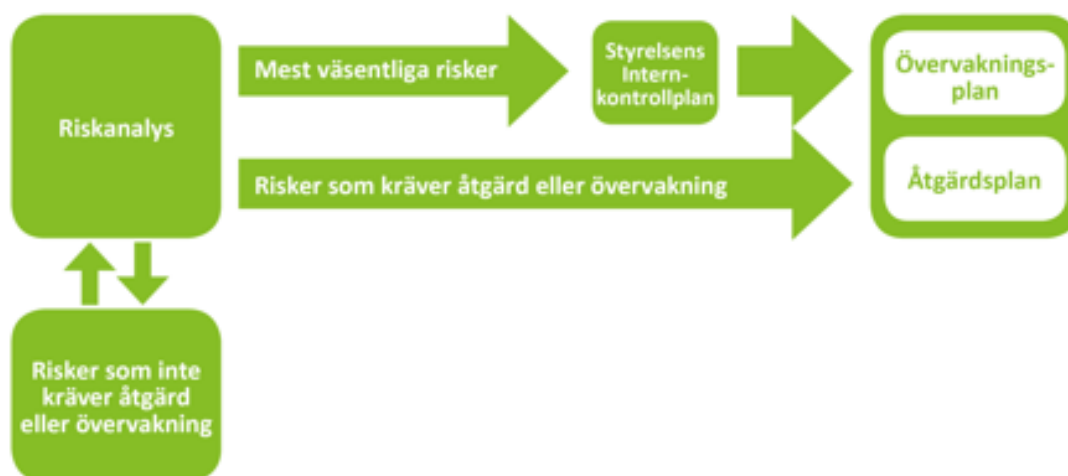 Riskanalys
Mest väsentliga risker
Styrelsens
Intern-
kontrollplan
Övervaknings-
plan
Risker som kräver åtgärd eller övervakning
Åtgärdsplan
Risker som inte
kräver åtgärd
eller övervakning